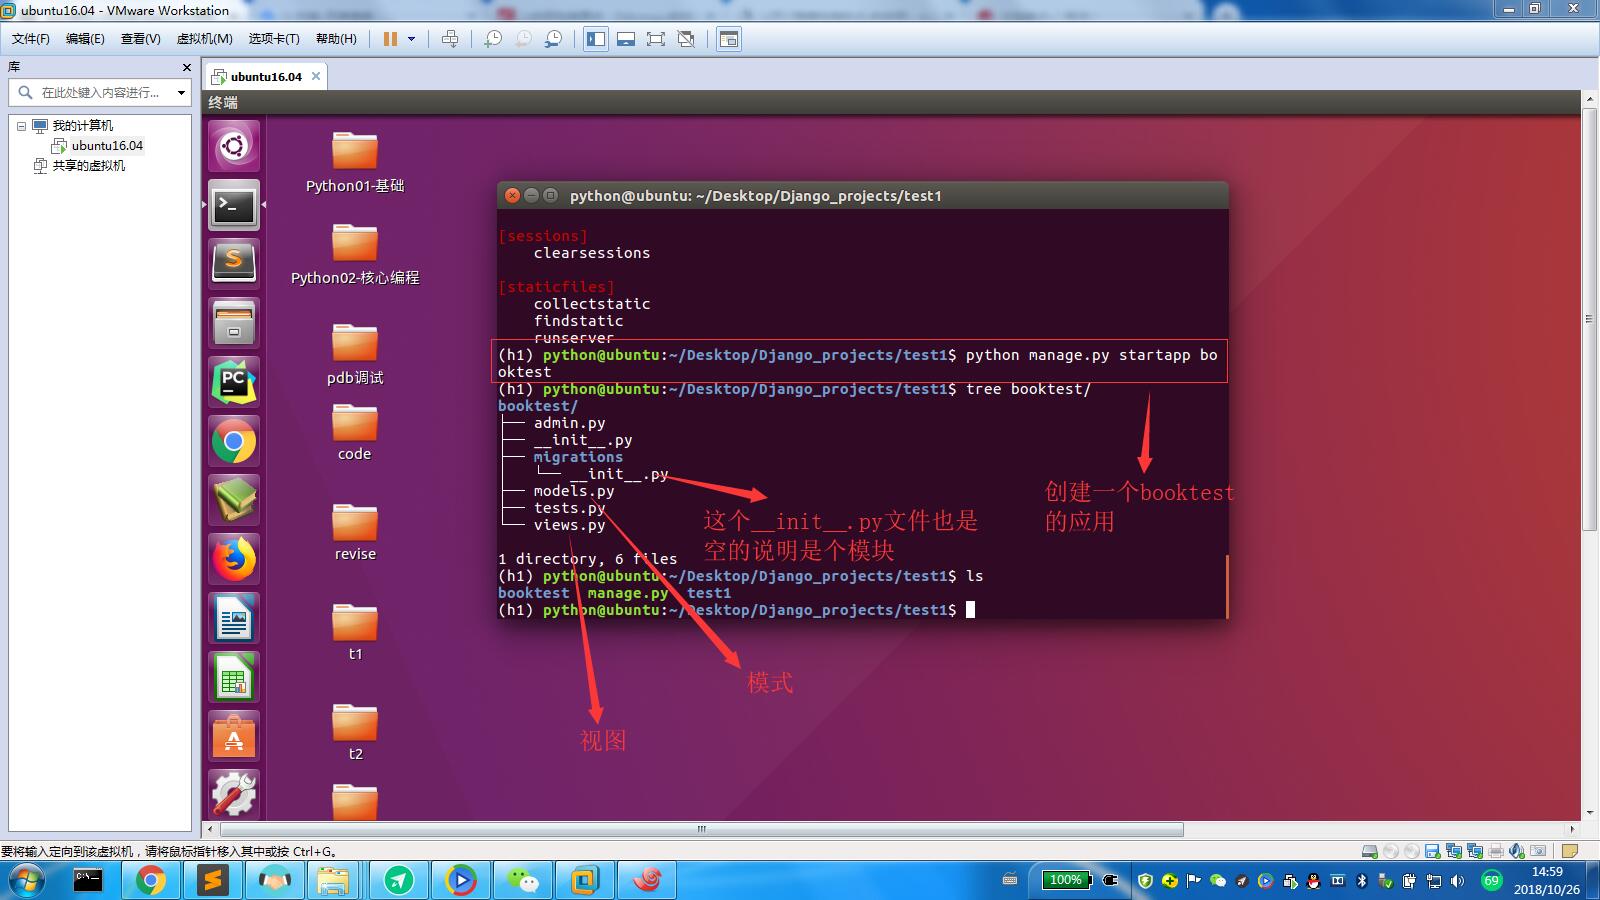 ubuntu16.04 - VMware Workstation
文件(F) 编辑(E) 查看(V) 虚拟机(M) 选项卡(T) 帮助(H)
库
在此处键入内容进行...
我的计算机
ubuntu16.04
共享的虚拟机
ubuntu16.04
终端
Python01-基础
Python02-核心编程
pdb调试
code
revise
t1
t2
python@ubuntu: ~/Desktop/Django_projects/test1
[sessions]
clearsessions
[staticfiles]
collectstatic
findstatic
runserver
(h1) python@ubuntu:~/Desktop/Django_projects/test1$ python manage.py startapp bo
oktest
(h1) python@ubuntu:~/Desktop/Django_projects/test1$ tree booktest/
booktest/
├── admin.py
├── __init__.py
├── migrations
│   └── __init__.py
├── models.py
├── tests.py
└── views.py
1 directory, 6 files
(h1) python@ubuntu:~/Desktop/Django_projects/test1$ ls
booktest manage.py test1
(h1) python@ubuntu:~/Desktop/Django_projects/test1$
创建一个booktest
的应用
这个__init__.py文件也是
空的说明是个模块
模式
视图
要将输入定向到该虚拟机，请将鼠标指针移入其中或按 Ctrl+G。
100%
69
14:59
2018/10/26